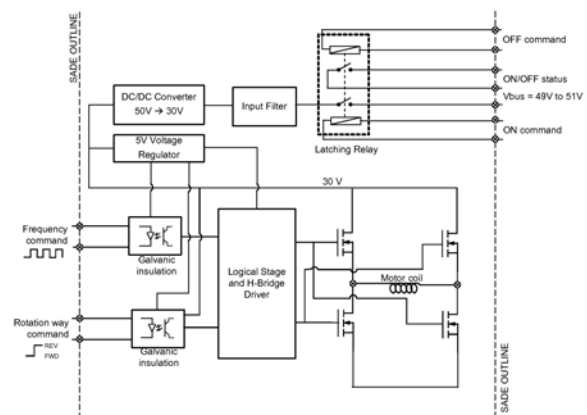 SADE OUTLINE
OFF command
ON/OFF status
Vbus = 49V to 51V
ON command
Latching Relay
DC/DC Converter
50V → 30V
Input Filter
5V Voltage
Regulator
30 V
Frequency
command
Galvanic
insulation
Logical Stage
and H-Bridge
Driver
Motor coil
Rotation way
command
REV
FWD
Galvanic
insulation
SADE OUTLINE